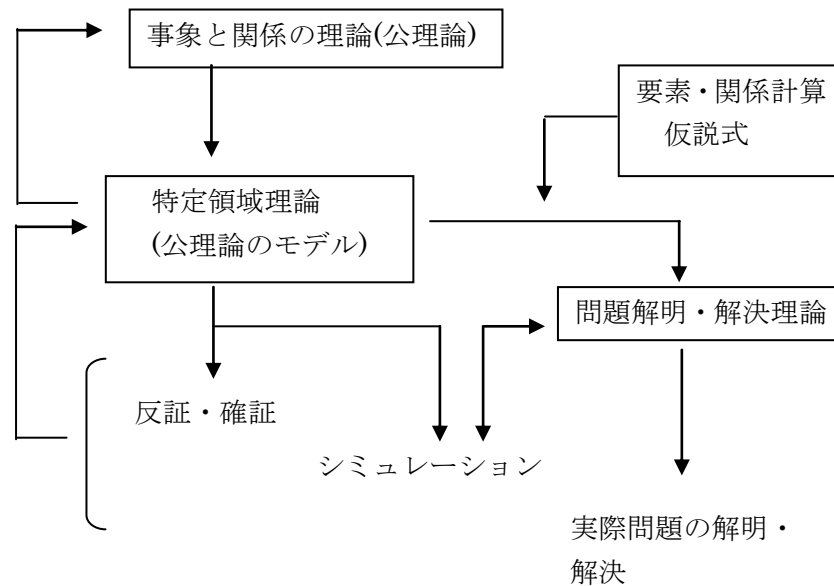 事象と関係の理論(公理論)
要素・関係計算
仮説式
特定領域理論
(公理論のモデル)
問題解明・解決理論
反証・確証
シミュレーション
実際問題の解明・
解決